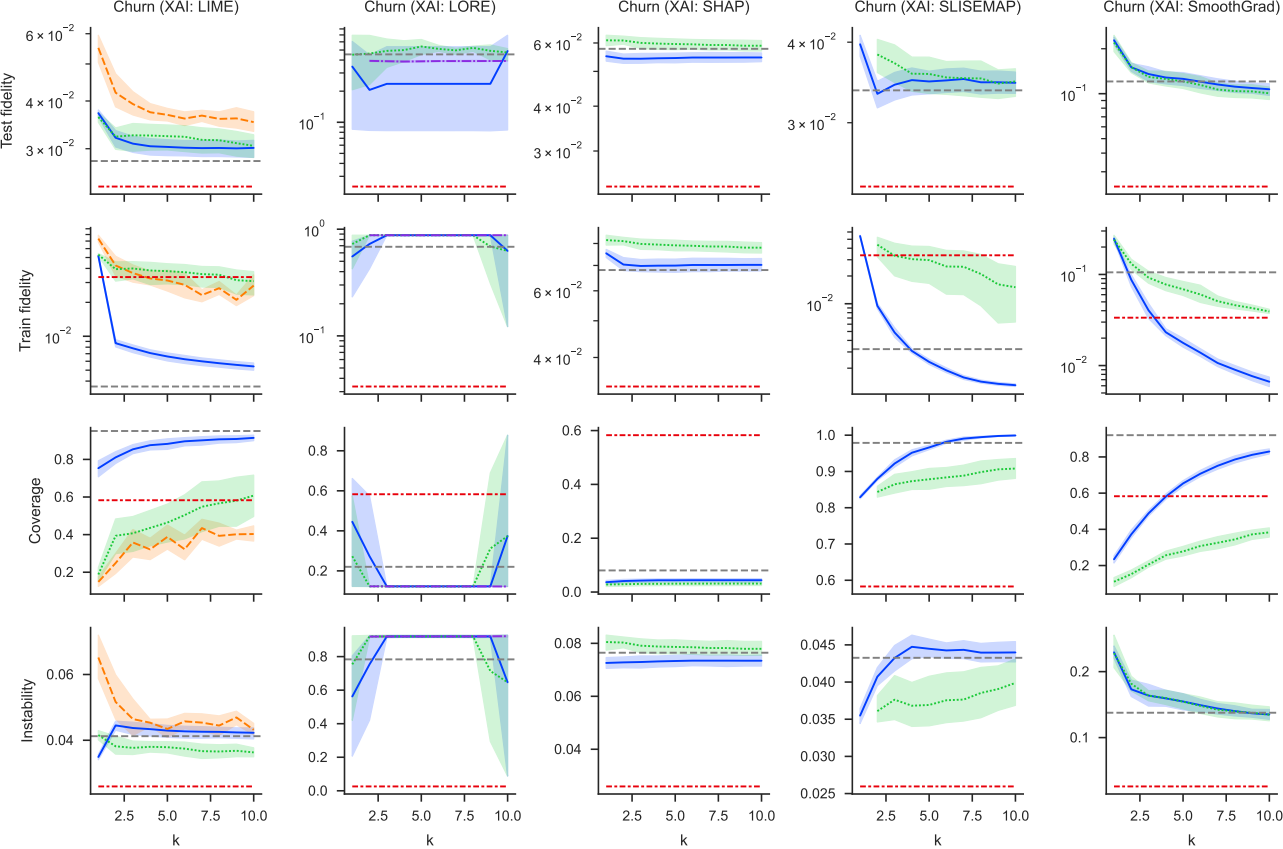 Churn (XAI: LIME) Churn (XAI: LORE) Churn (XAI: SHAP) Churn (XAI: SLISEMAP) Churn (XAI: SmoothGrad)
Test fidelity
6 × 10⁻²
4 × 10⁻²
3 × 10⁻²
10⁻¹
6 × 10⁻²
4 × 10⁻²
3 × 10⁻²
4 × 10⁻²
3 × 10⁻²
10⁻¹
Train fidelity
10⁻²
10⁰
10⁻¹
6 × 10⁻²
4 × 10⁻²
10⁻²
10⁻¹
10⁻²
Coverage
0.8
0.6
0.4
0.2
0.8
0.6
0.4
0.2
0.6
0.4
0.2
0.0
1.0
0.9
0.8
0.7
0.6
0.8
0.6
0.4
0.2
Instability
0.06
0.04
0.8
0.6
0.4
0.2
0.0
0.08
0.06
0.04
0.045
0.040
0.035
0.030
0.025
0.2
0.1
2.5 5.0 7.5 10.0 2.5 5.0 7.5 10.0 2.5 5.0 7.5 10.0 2.5 5.0 7.5 10.0 2.5 5.0 7.5 10.0
k k k k k